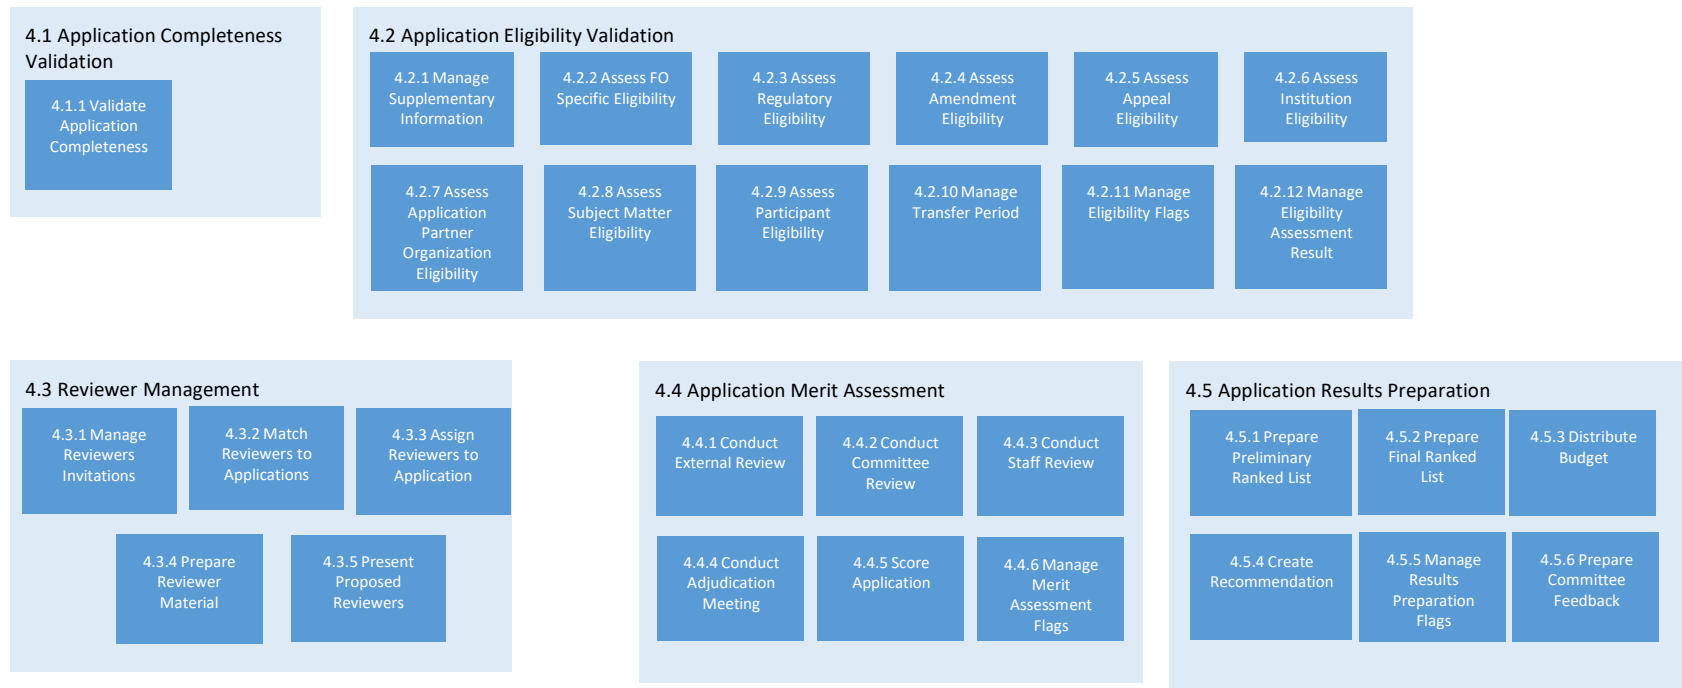 4.1 Application Completeness
Validation
4.1.1 Validate
Application
Completeness
4.2 Application Eligibility Validation
4.2.1 Manage
Supplementary
Information
4.2.2 Assess FO
Specific Eligibility
4.2.3 Assess
Regulatory
Eligibility
4.2.4 Assess
Amendment
Eligibility
4.2.5 Assess
Appeal
Eligibility
4.2.6 Assess
Institution
Eligibility
4.2.7 Assess
Application
Partner
Organization
Eligibility
4.2.8 Assess
Subject Matter
Eligibility
4.2.9 Assess
Participant
Eligibility
4.2.10 Manage
Transfer Period
4.2.11 Manage
Eligibility Flags
4.2.12 Manage
Eligibility
Assessment
Result
4.3 Reviewer Management
4.3.1 Manage
Reviewers
Invitations
4.3.2 Match
Reviewers to
Applications
4.3.3 Assign
Reviewers to
Application
4.3.4 Prepare
Reviewer
Material
4.3.5 Present
Proposed
Reviewers
4.4 Application Merit Assessment
4.4.1 Conduct
External Review
4.4.2 Conduct
Committee
Review
4.4.3 Conduct
Staff Review
4.4.4 Conduct
Adjudication
Meeting
4.4.5 Score
Application
4.4.6 Manage
Merit
Assessment
Flags
4.5 Application Results Preparation
4.5.1 Prepare
Preliminary
Ranked List
4.5.2 Prepare
Final Ranked
List
4.5.3 Distribute
Budget
4.5.4 Create
Recommendation
4.5.5 Manage
Results
Preparation
Flags
4.5.6 Prepare
Committee
Feedback